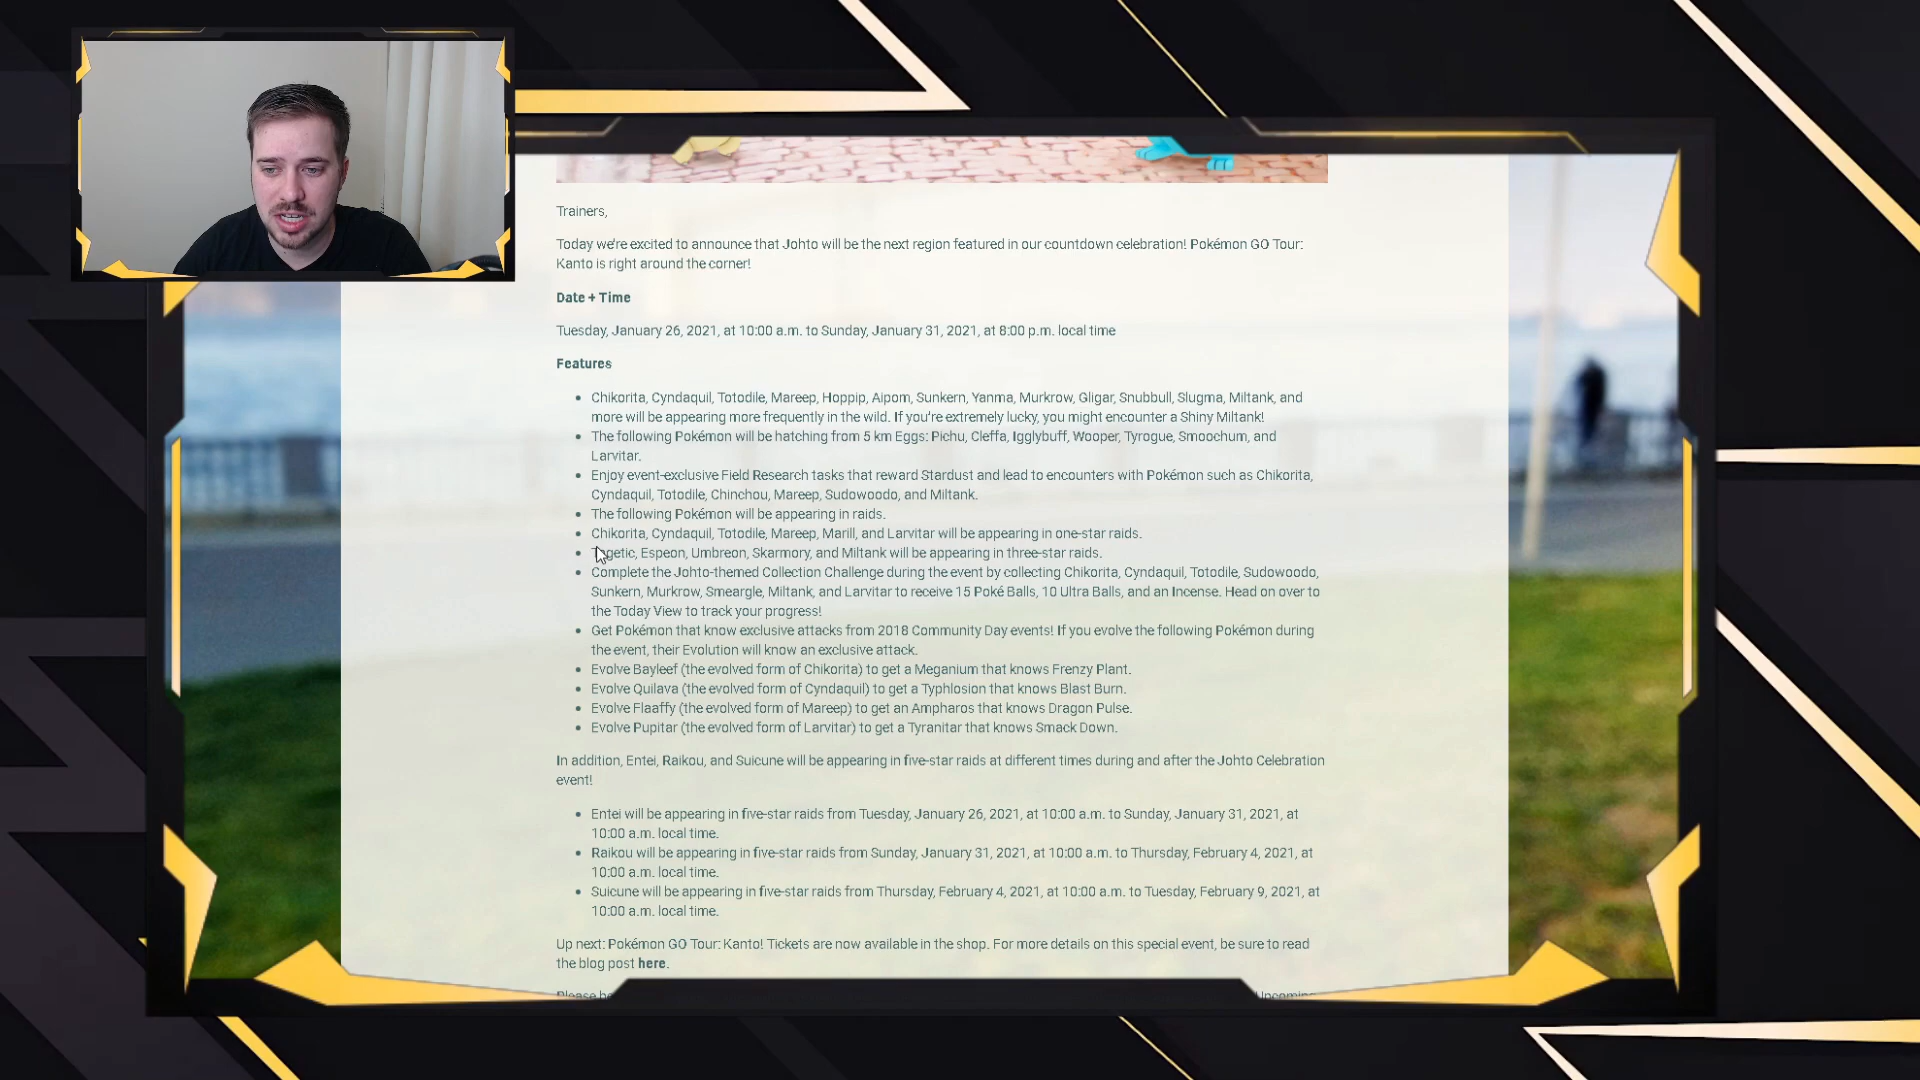 Trainers,
Today we're excited to announce that Johto will be the next region featured in our countdown celebration! Pokémon GO Tour:
Kanto is right around the corner!
Date + Time
Tuesday, January 26, 2021, at 10:00 a.m. to Sunday, January 31, 2021, at 8:00 p.m. local time
Features
Chikorita, Cyndaquil, Totodile, Mareep, Hoppip, Aipom, Sunkern, Yanma, Murkrow, Gligar, Snubbull, Slugma, Miltank, and
more will be appearing more frequently in the wild. If you're extremely lucky, you might encounter a Shiny Miltank!
The following Pokémon will be hatching from 5 km Eggs: Pichu, Cleffa, Igglybuff, Wooper, Tyrogue, Smoochum, and
Larvitar.
Enjoy event-exclusive Field Research tasks that reward Stardust and lead to encounters with Pokémon such as Chikorita,
Cyndaquil, Totodile, Chinchou, Mareep, Sudowoodo, and Miltank.
The following Pokémon will be appearing in raids.
Chikorita, Cyndaquil, Totodile, Mareep, Marill, and Larvitar will be appearing in one-star raids.
Togetic, Espeon, Umbreon, Skarmory, and Miltank will be appearing in three-star raids.
Complete the Johto-themed Collection Challenge during the event by collecting Chikorita, Cyndaquil, Totodile, Sudowoodo,
Sunkern, Murkrow, Smeargle, Miltank, and Larvitar to receive 15 Poké Balls, 10 Ultra Balls, and an Incense. Head on over to
the Today View to track your progress!
Get Pokémon that know exclusive attacks from 2018 Community Day events! If you evolve the following Pokémon during
the event, their Evolution will know an exclusive attack.
Evolve Bayleef (the evolved form of Chikorita) to get a Meganium that knows Frenzy Plant.
Evolve Quilava (the evolved form of Cyndaquil) to get a Typhlosion that knows Blast Burn.
Evolve Flaaffy (the evolved form of Mareep) to get an Ampharos that knows Dragon Pulse.
Evolve Pupitar (the evolved form of Larvitar) to get a Tyranitar that knows Smack Down.
In addition, Entei, Raikou, and Suicune will be appearing in five-star raids at different times during and after the Johto Celebration
event!
Entei will be appearing in five-star raids from Tuesday, January 26, 2021, at 10:00 a.m. to Sunday, January 31, 2021, at
10:00 a.m. local time.
Raikou will be appearing in five-star raids from Sunday, January 31, 2021, at 10:00 a.m. to Thursday, February 4, 2021, at
10:00 a.m. local time.
Suicune will be appearing in five-star raids from Thursday, February 4, 2021, at 10:00 a.m. to Tuesday, February 9, 2021, at
10:00 a.m. local time.
Up next: Pokémon GO Tour: Kanto! Tickets are now available in the shop. For more details on this special event, be sure to read
the blog post here.
Please